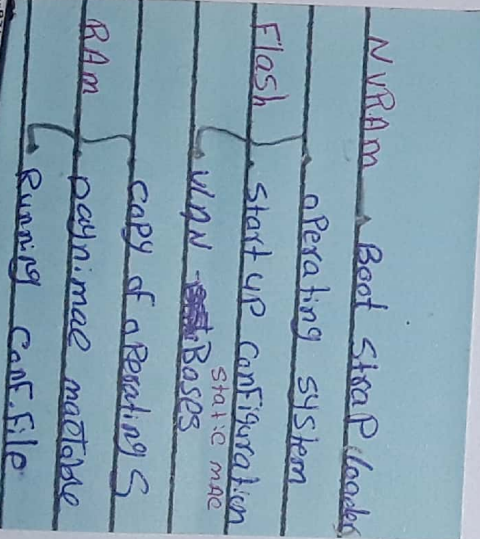 NVRAM Boot strap loader
operating system
Flash Start up configuration
static mac
VLAN Bases
copy of operating S
RAM paynimac mactable
Running conf.file